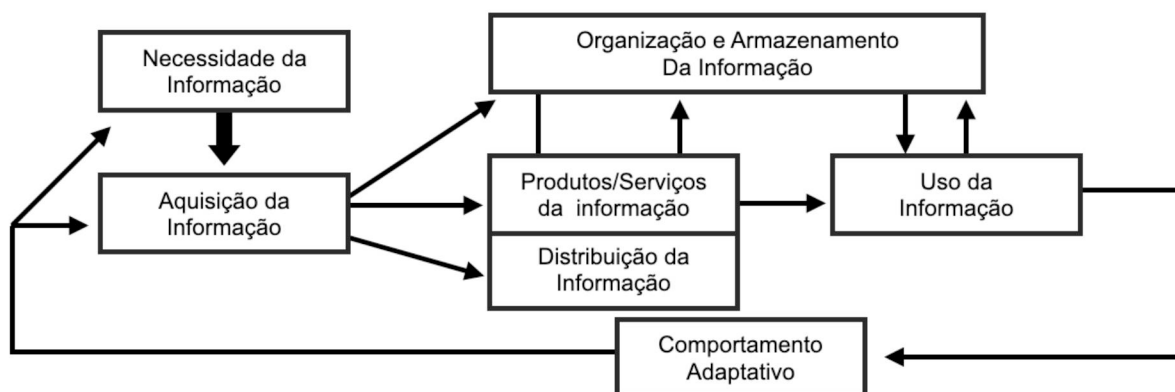 Necessidade da
Informação
Organização e Armazenamento
Da Informação
Aquisição da
Informação
Produtos/Serviços
da informação
Distribuição da
Informação
Uso da
Informação
Comportamento
Adaptativo